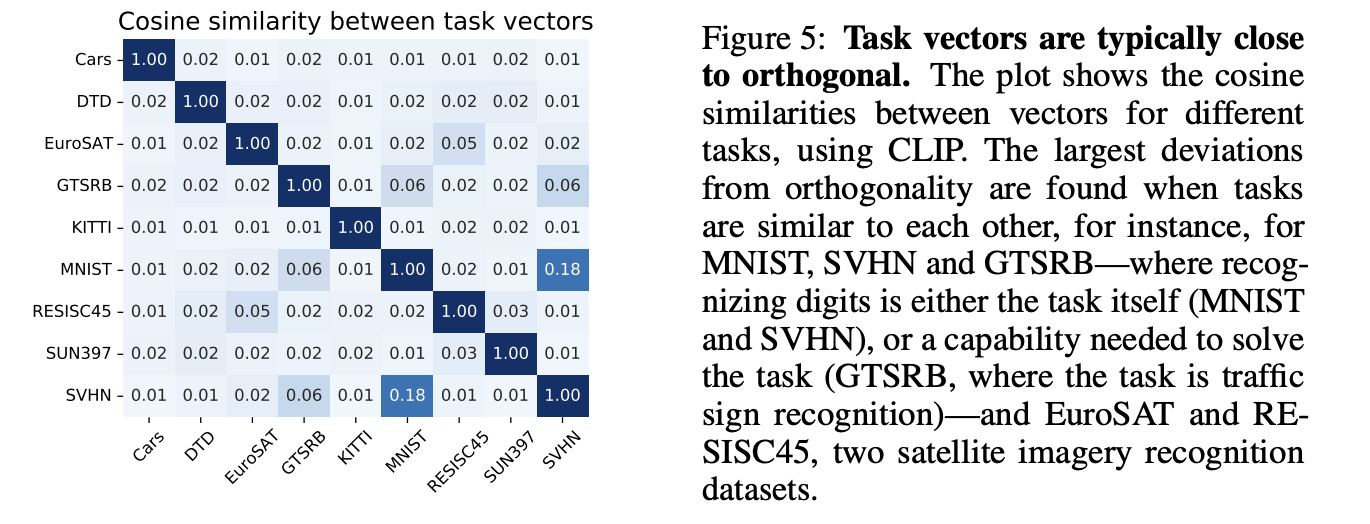 Cosine similarity between task vectors
Cars 1.00 0.02 0.01 0.02 0.01 0.01 0.01 0.02 0.01
DTD 0.02 1.00 0.02 0.02 0.01 0.02 0.02 0.02 0.01
EuroSAT 0.01 0.02 1.00 0.02 0.01 0.02 0.05 0.02 0.02
GTSRB 0.02 0.02 0.02 1.00 0.01 0.06 0.02 0.02 0.06
KITTI 0.01 0.01 0.01 0.01 1.00 0.01 0.02 0.02 0.01
MNIST 0.01 0.02 0.02 0.06 0.01 1.00 0.02 0.01 0.18
RESISC45 0.01 0.02 0.05 0.02 0.02 0.02 1.00 0.03 0.01
SUN397 0.02 0.02 0.02 0.02 0.02 0.01 0.03 1.00 0.01
SVHN 0.01 0.01 0.02 0.06 0.01 0.18 0.01 0.01 1.00
Cars DTD EuroSAT GTSRB KITTI MNIST RESISC45 SUN397 SVHN
Figure 5: Task vectors are typically close
to orthogonal. The plot shows the cosine
similarities between vectors for different
tasks, using CLIP. The largest deviations
from orthogonality are found when tasks
are similar to each other, for instance, for
MNIST, SVHN and GTSRB—where recog-
nizing digits is either the task itself (MNIST
and SVHN), or a capability needed to solve
the task (GTSRB, where the task is traffic
sign recognition)—and EuroSAT and RE-
SISC45, two satellite imagery recognition
datasets.